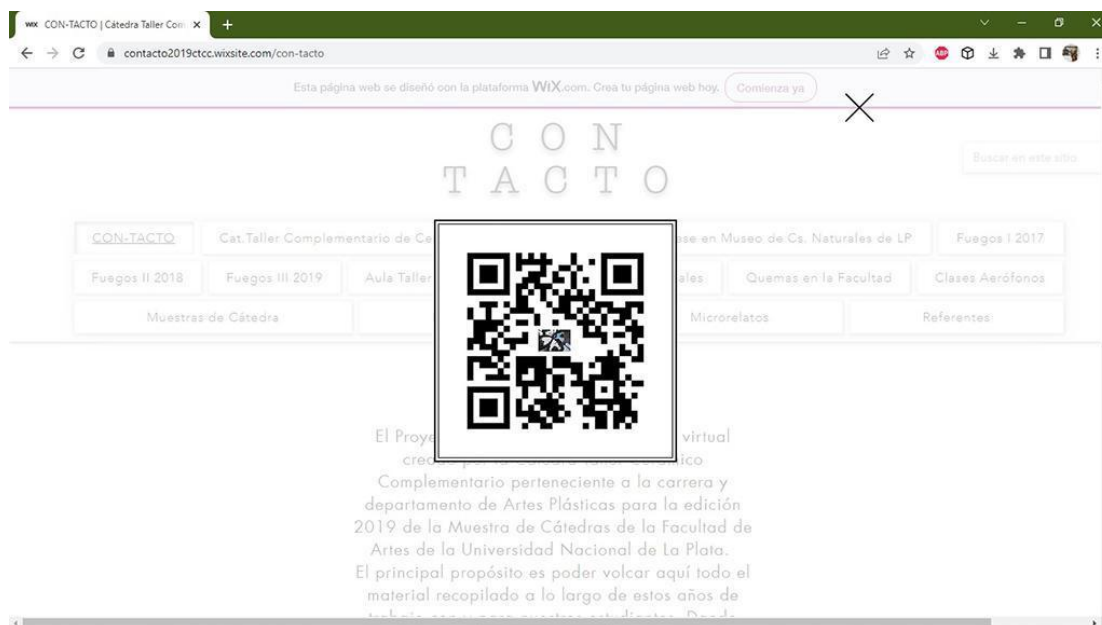 WiX CON-TACTO | Cátedra Taller Com
contacto2019ctcc.wixsite.com/con-tacto
ABP
Esta página web se diseñó con la plataforma WiX.com. Crea tu página web hoy. Comienza ya
CON
TACTO
Buscar en este sitio
CON-TACTO Cat.Taller Complementario de Ce en Museo de Cs. Naturales de LP Fuegos I 2017
Fuegos II 2018 Fuegos III 2019 Aula Taller Quemas en la Facultad Clases Aerófonos
Muestras de Cátedra Microrelatos Referentes
El Proye virtual
Complementario perteneciente a la carrera y
departamento de Artes Plásticas para la edición
2019 de la Muestra de Cátedras de la Facultad de
Artes de la Universidad Nacional de La Plata.
El principal propósito es poder volcar aquí todo el
material recopilado a lo largo de estos años de